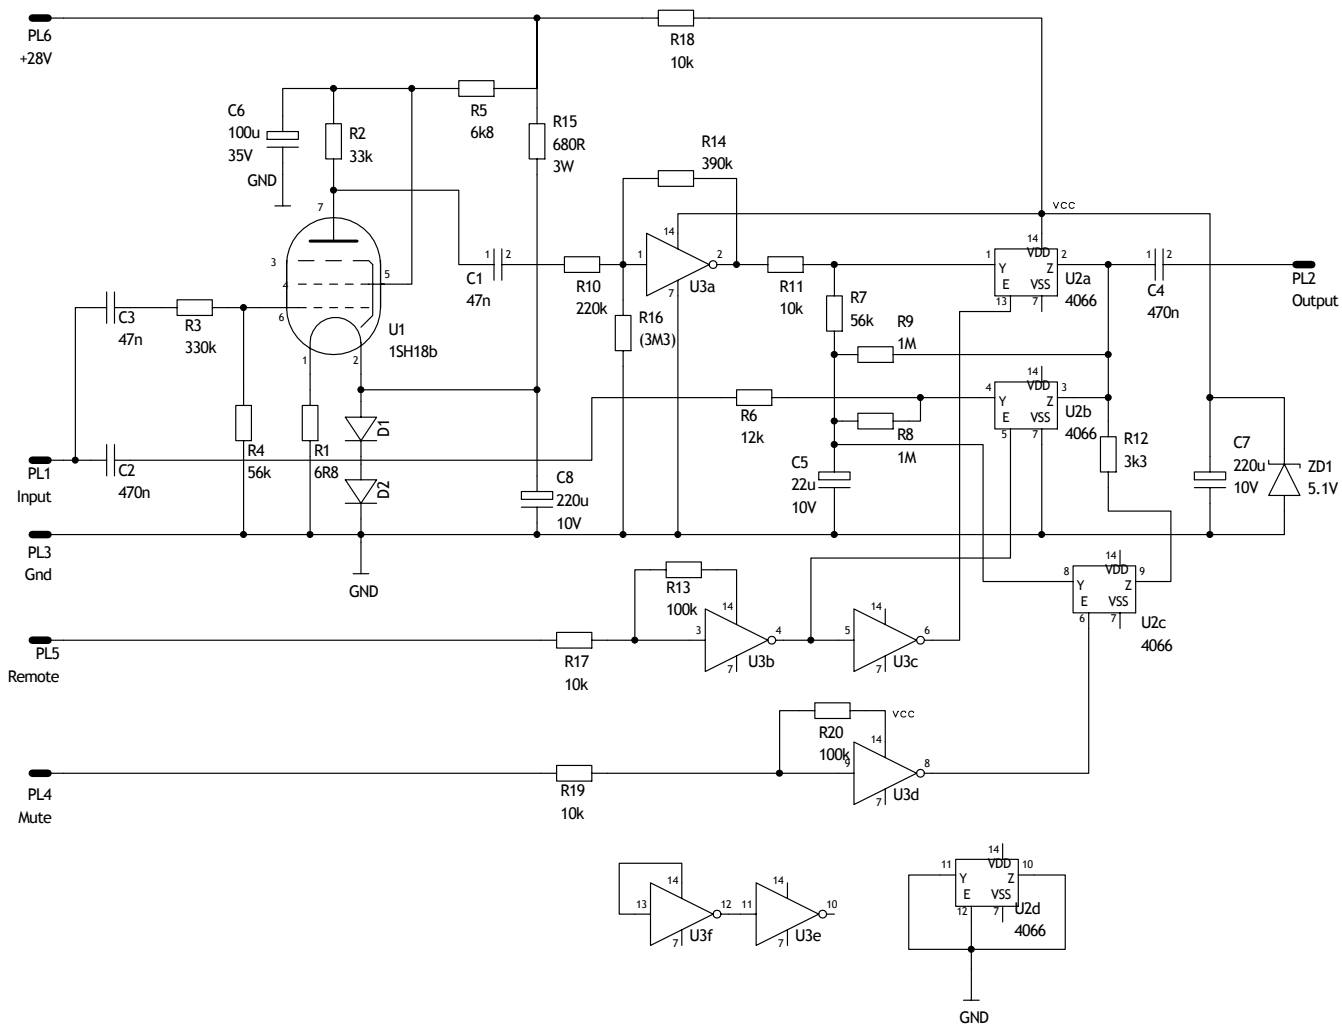 PL6
+28V
R18
10k
C6
100u
35V
GND
R2
33k
R5
6k8
R15
680R
3W
R14
390k
VCC
7
3
4
5
6
1
2
U1
1SH18b
C3
47n
R3
330k
1 2
C1
47n
R10
220k
1
14
2
7
U3a
R16
(3M3)
R11
10k
R7
56k
R9
1M
1
14
VDD
2
Y
Z
E
VSS
13
7
U2a
4066
1 2
C4
470n
PL2
Output
R6
12k
R8
1M
4
14
VDD
3
Y
Z
E
VSS
5
7
U2b
4066
R12
3k3
C7
220u
10V
ZD1
5.1V
PL1
Input
C2
470n
R4
56k
R1
6R8
D1
D2
C8
220u
10V
C5
22u
10V
PL3
Gnd
GND
R13
100k
PL5
Remote
R17
10k
3
14
4
7
U3b
5
14
6
7
U3c
8
14
VDD
9
Y
Z
E
VSS
6
7
U2c
4066
VCC
R20
100k
PL4
Mute
R19
10k
9
14
8
7
U3d
13
14
12
7
U3f
11
14
10
7
U3e
11
14
VDD
10
Y
Z
E
VSS
12
7
U2d
4066
GND